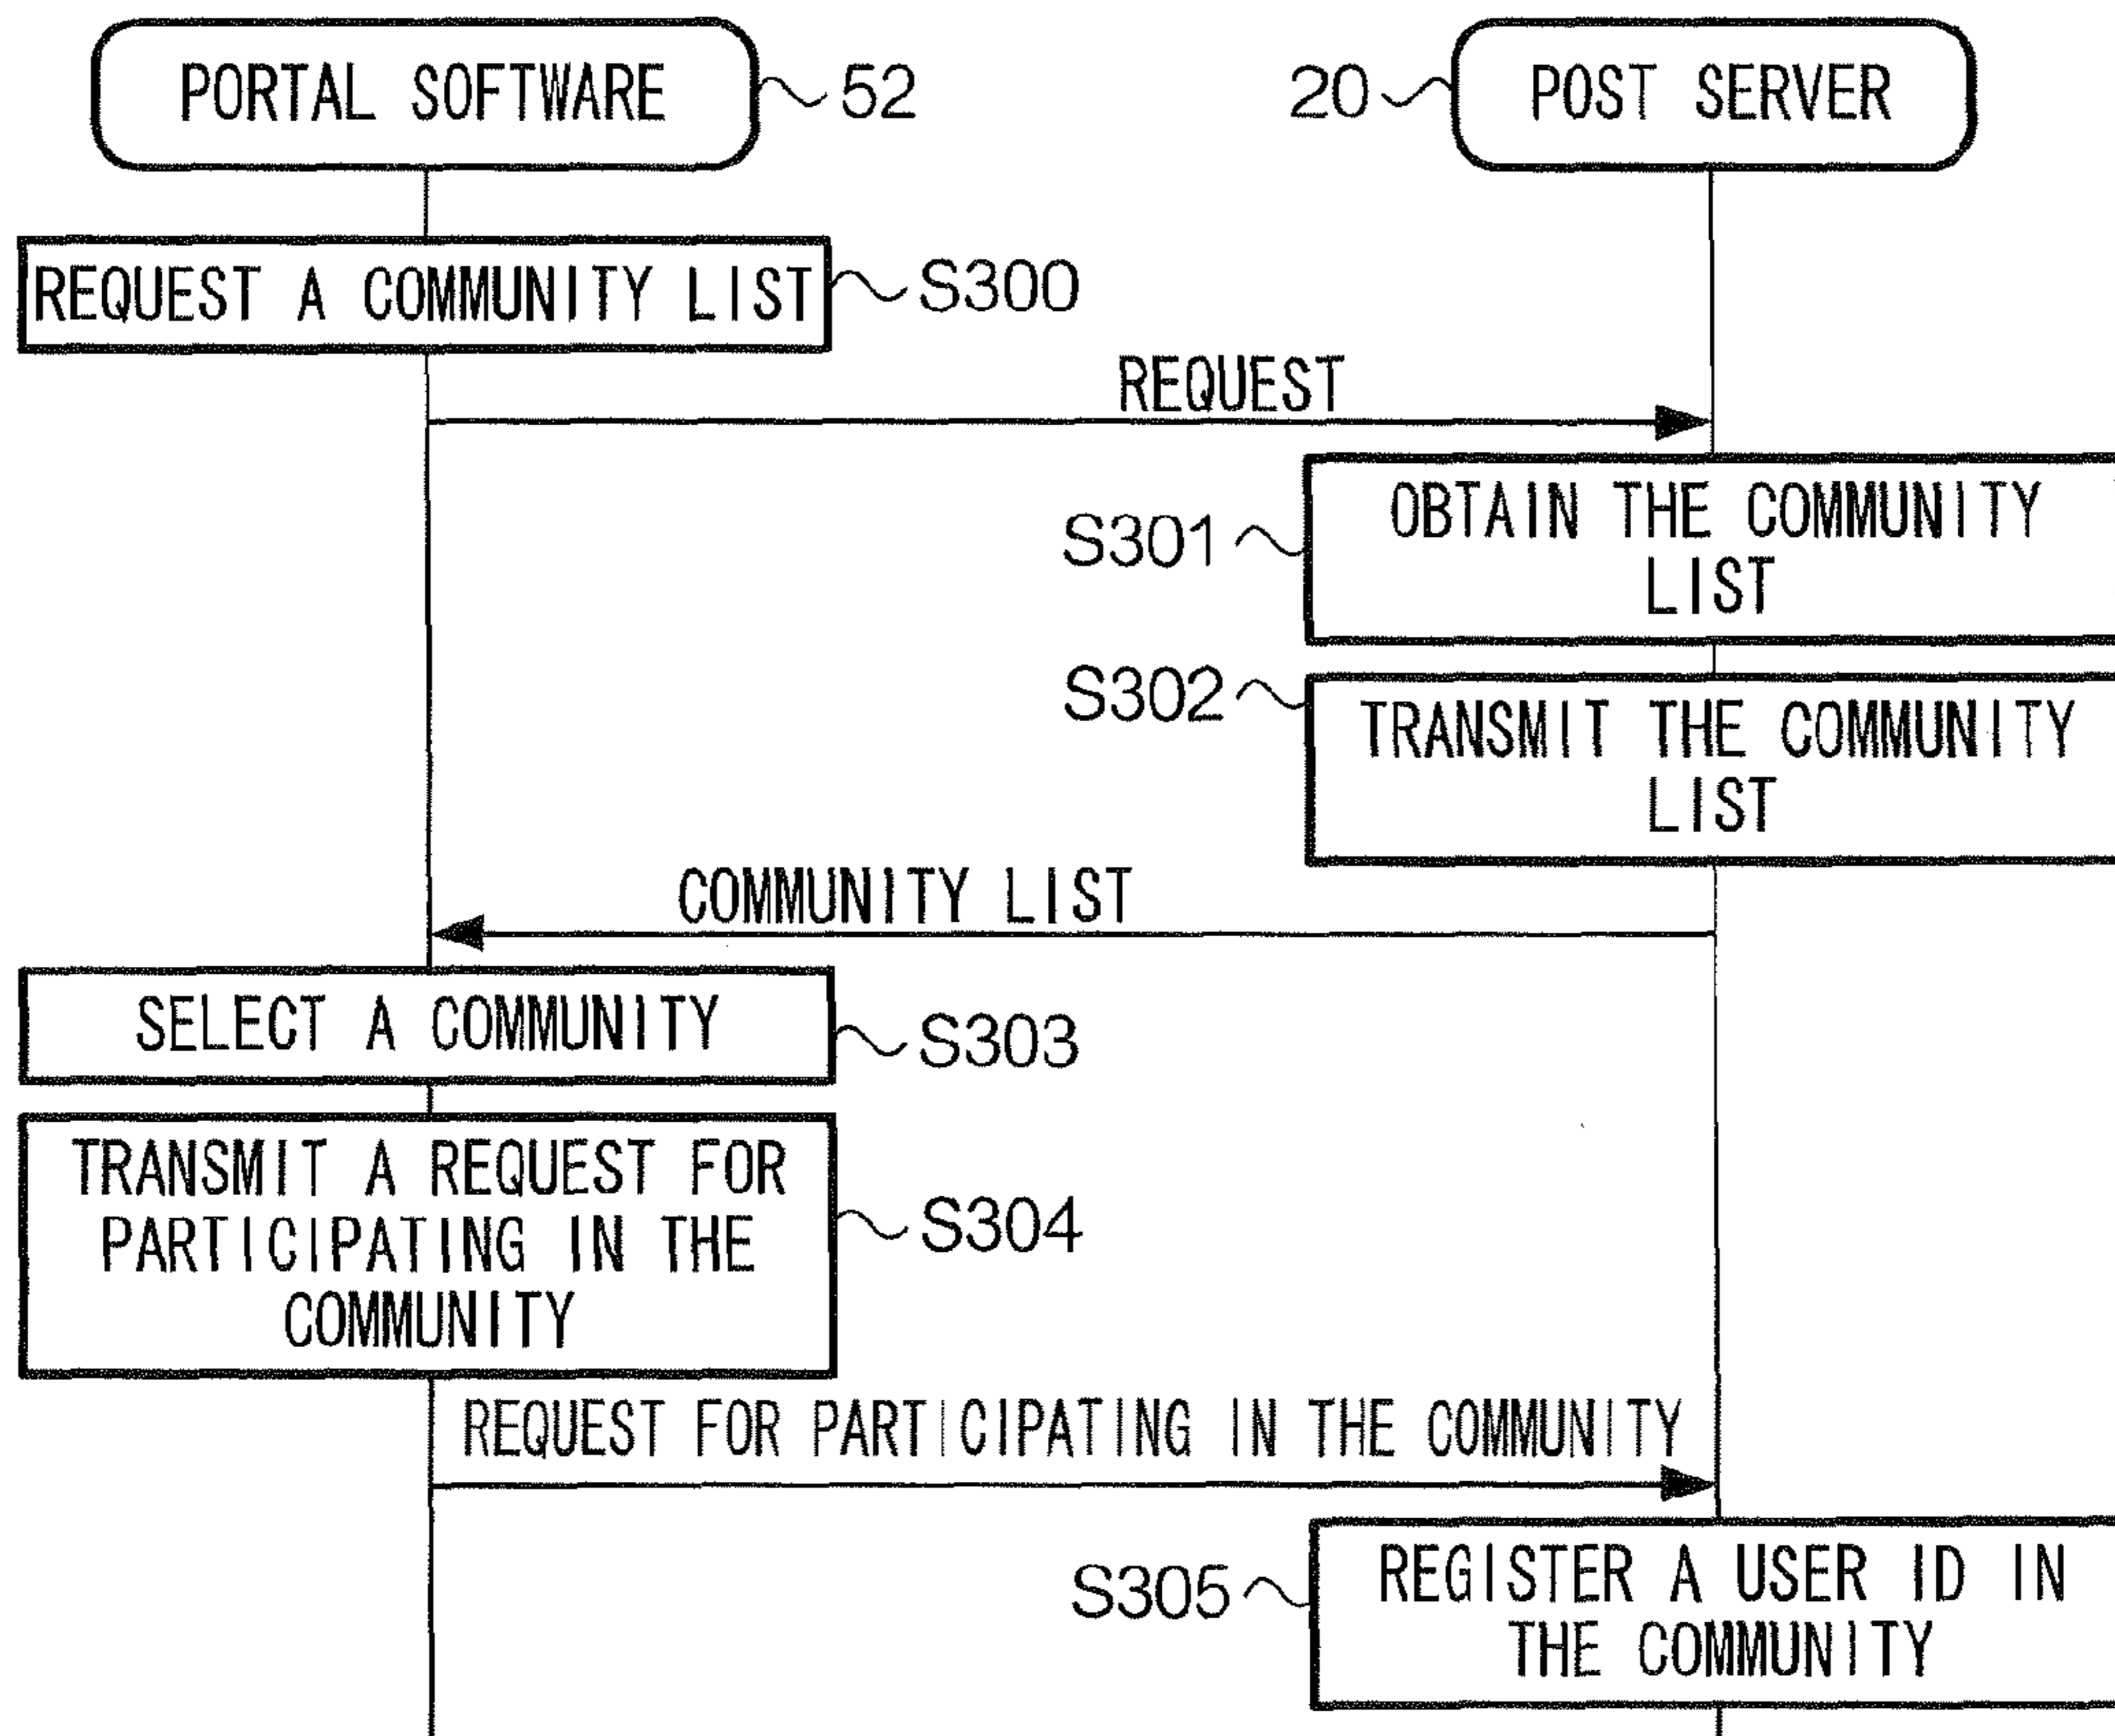 PORTAL SOFTWARE
52
20
POST SERVER
REQUEST A COMMUNITY LIST
S300
REQUEST
S301
OBTAIN THE COMMUNITY
LIST
S302
TRANSMIT THE COMMUNITY
LIST
COMMUNITY LIST
SELECT A COMMUNITY
S303
TRANSMIT A REQUEST FOR
PARTICIPATING IN THE
COMMUNITY
S304
REQUEST FOR PARTICIPATING IN THE COMMUNITY
S305
REGISTER A USER ID IN
THE COMMUNITY